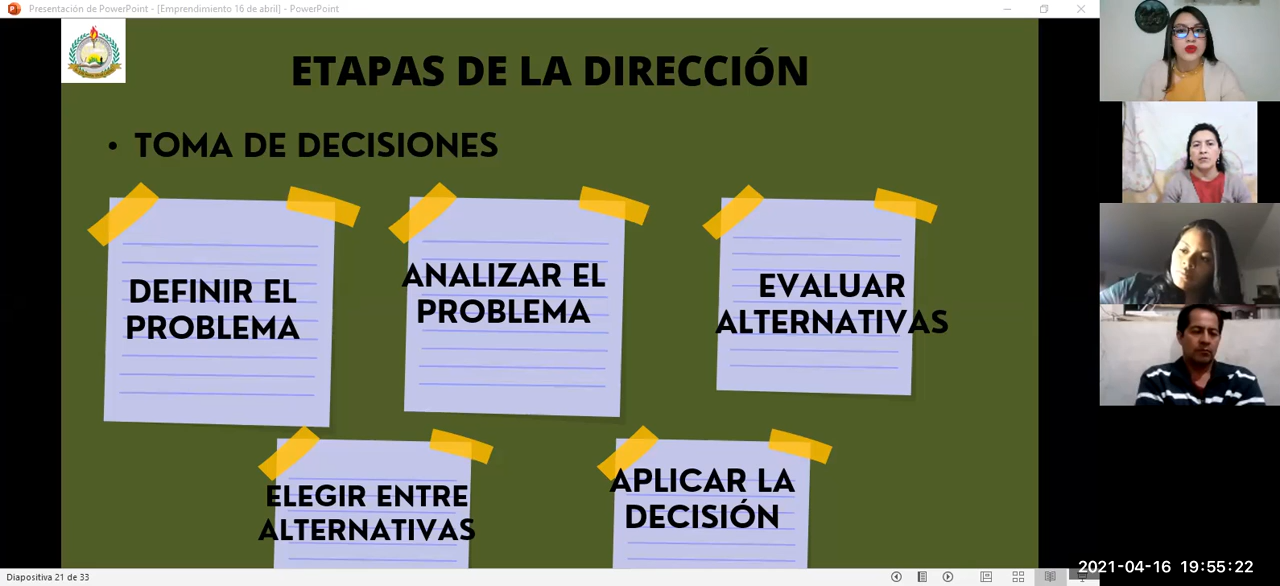 Presentación de PowerPoint - [Emprendimiento 16 de abril] - PowerPoint
ETAPAS DE LA DIRECCIÓN
• TOMA DE DECISIONES
DEFINIR EL
PROBLEMA
ANALIZAR EL
PROBLEMA
EVALUAR
ALTERNATIVAS
ELEGIR ENTRE
ALTERNATIVAS
APLICAR LA
DECISIÓN
Diapositiva 21 de 33
2021-04-16 19:55:22